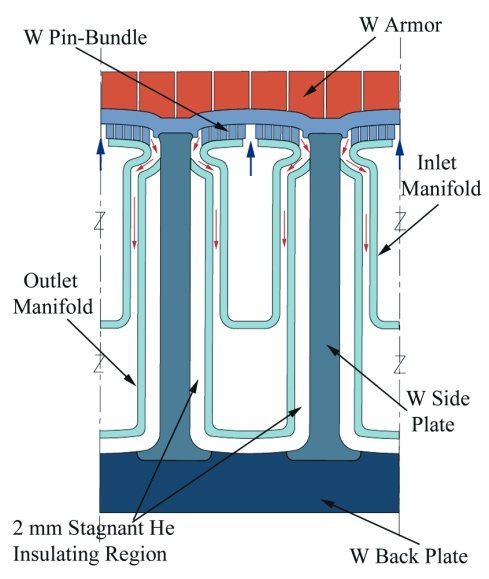 W Pin-Bundle
W Armor
Inlet
Manifold
Outlet
Manifold
W Side
Plate
2 mm Stagnant He
Insulating Region
W Back Plate